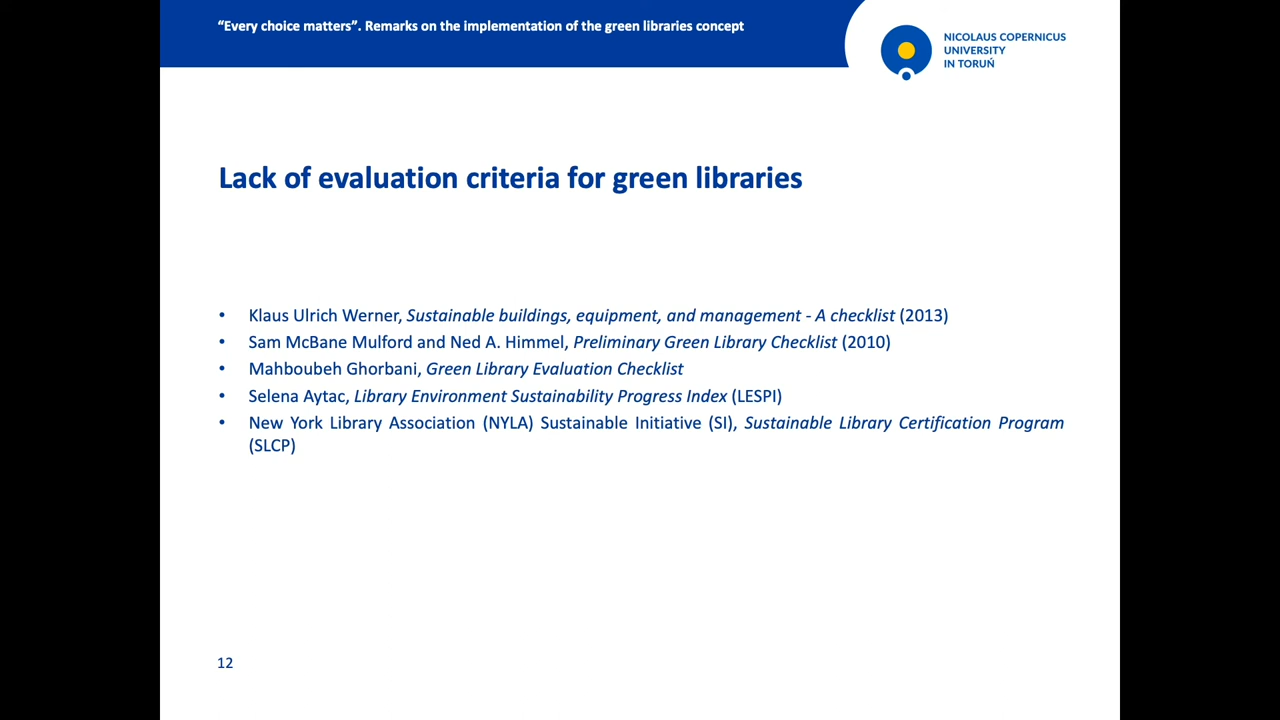 “Every choice matters”. Remarks on the implementation of the green libraries concept
NICOLAUS COPERNICUS
UNIVERSITY
IN TORUŃ
Lack of evaluation criteria for green libraries
• Klaus Ulrich Werner, Sustainable buildings, equipment, and management - A checklist (2013)
• Sam McBane Mulford and Ned A. Himmel, Preliminary Green Library Checklist (2010)
• Mahboubeh Ghorbani, Green Library Evaluation Checklist
• Selena Aytac, Library Environment Sustainability Progress Index (LESPI)
• New York Library Association (NYLA) Sustainable Initiative (SI), Sustainable Library Certification Program
(SLCP)
12